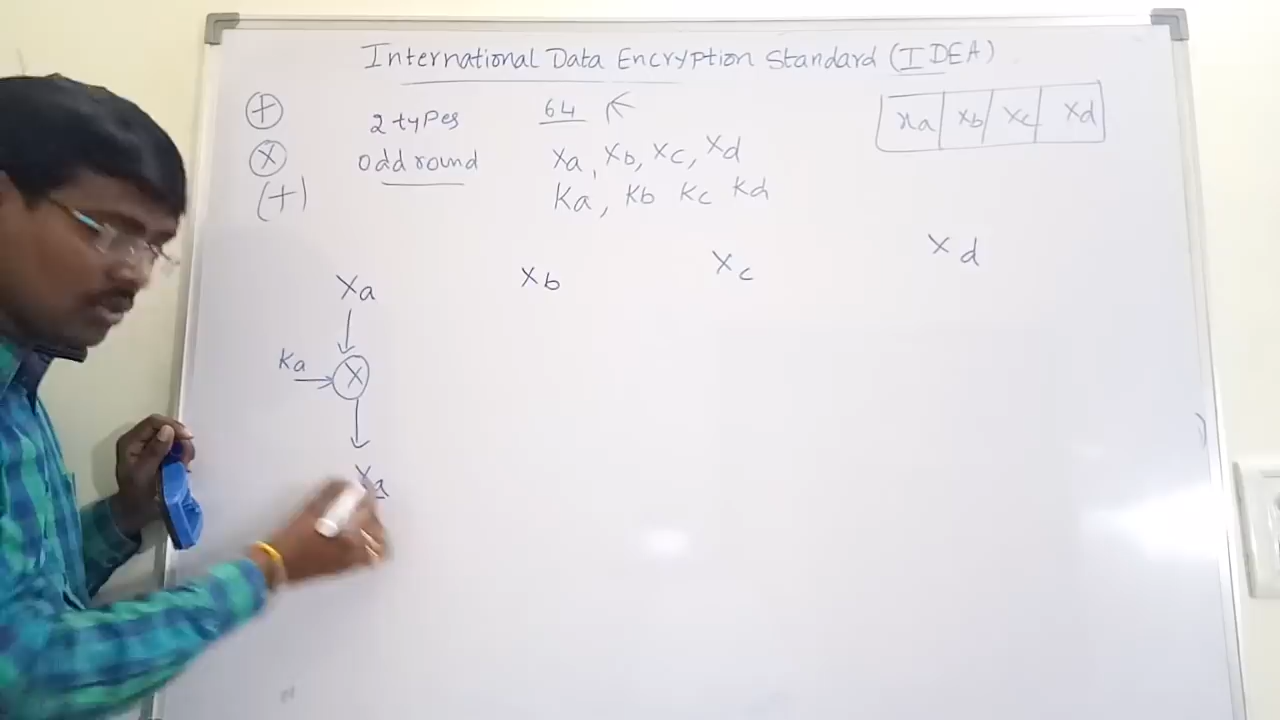 International Data Encryption Standard (IDEA)
+ 2 types 64
xa xb xc xd
x odd round xa, xb, xc, xd
(+) Ka, Kb Kc Kd
xa xb xc xd
Ka x
xa